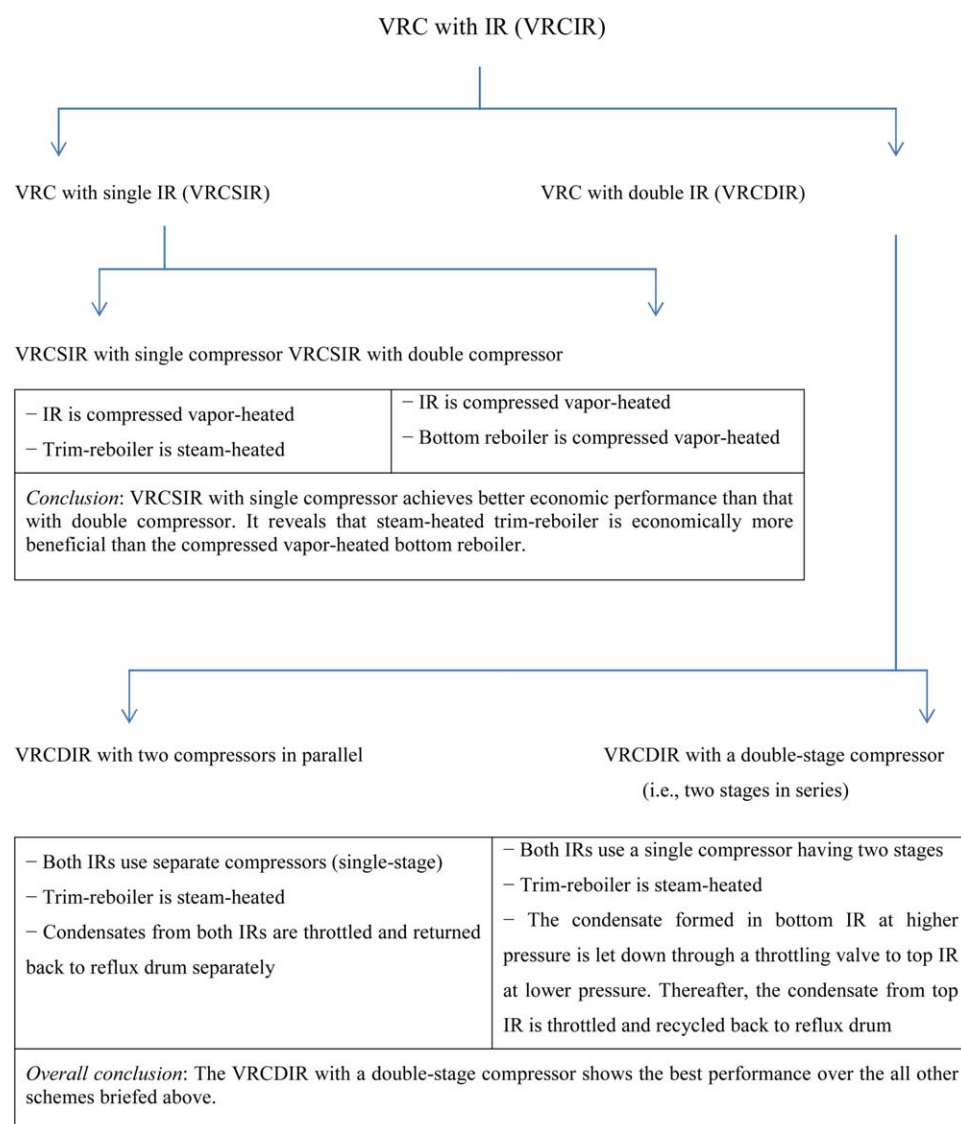 VRC with IR (VRCIR)
VRC with single IR (VRCSIR)
VRC with double IR (VRCDIR)
VRCSIR with single compressor VRCSIR with double compressor
− IR is compressed vapor-heated
− Trim-reboiler is steam-heated
− IR is compressed vapor-heated
− Bottom reboiler is compressed vapor-heated
Conclusion: VRCSIR with single compressor achieves better economic performance than that
with double compressor. It reveals that steam-heated trim-reboiler is economically more
beneficial than the compressed vapor-heated bottom reboiler.
VRCDIR with two compressors in parallel
VRCDIR with a double-stage compressor
(i.e., two stages in series)
− Both IRs use separate compressors (single-stage)
− Trim-reboiler is steam-heated
− Condensates from both IRs are throttled and returned
back to reflux drum separately
− Both IRs use a single compressor having two stages
− Trim-reboiler is steam-heated
− The condensate formed in bottom IR at higher
pressure is let down through a throttling valve to top IR
at lower pressure. Thereafter, the condensate from top
IR is throttled and recycled back to reflux drum
Overall conclusion: The VRCDIR with a double-stage compressor shows the best performance over the all other
schemes briefed above.